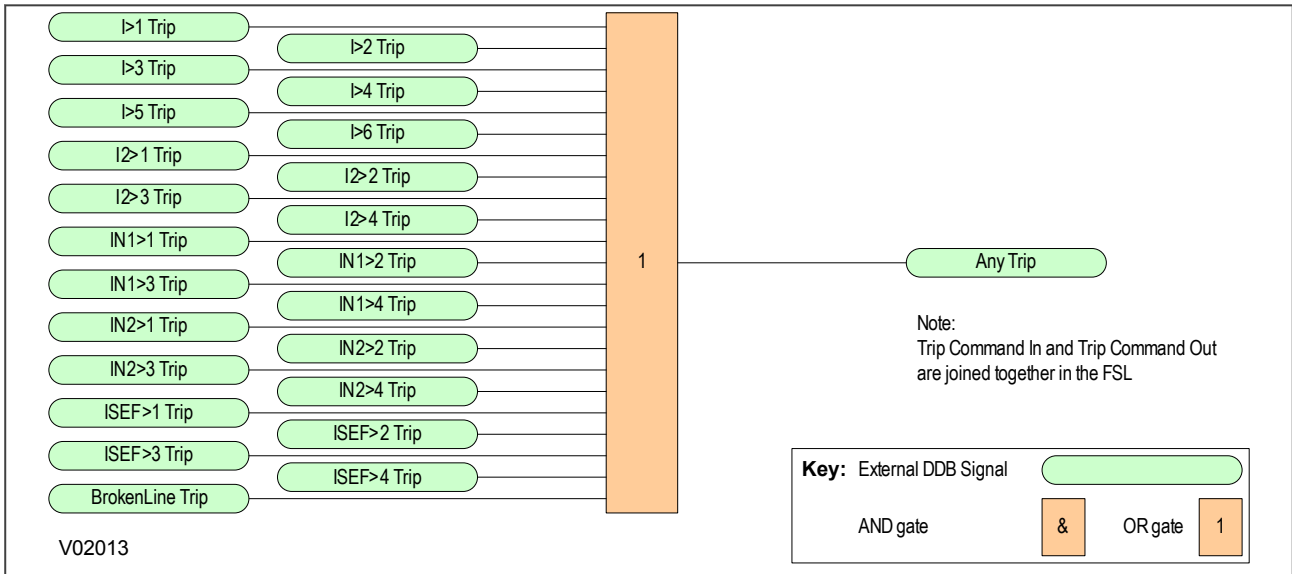 I>1 Trip
I>2 Trip
I>3 Trip
I>4 Trip
I>5 Trip
I>6 Trip
I2>1 Trip
I2>2 Trip
I2>3 Trip
I2>4 Trip
IN1>1 Trip
IN1>2 Trip
IN1>3 Trip
IN1>4 Trip
IN2>1 Trip
IN2>2 Trip
IN2>3 Trip
IN2>4 Trip
ISEF>1 Trip
ISEF>2 Trip
ISEF>3 Trip
ISEF>4 Trip
BrokenLine Trip
1
Any Trip
Note:
Trip Command In and Trip Command Out
are joined together in the FSL
Key: External DDB Signal
AND gate & OR gate 1
V02013